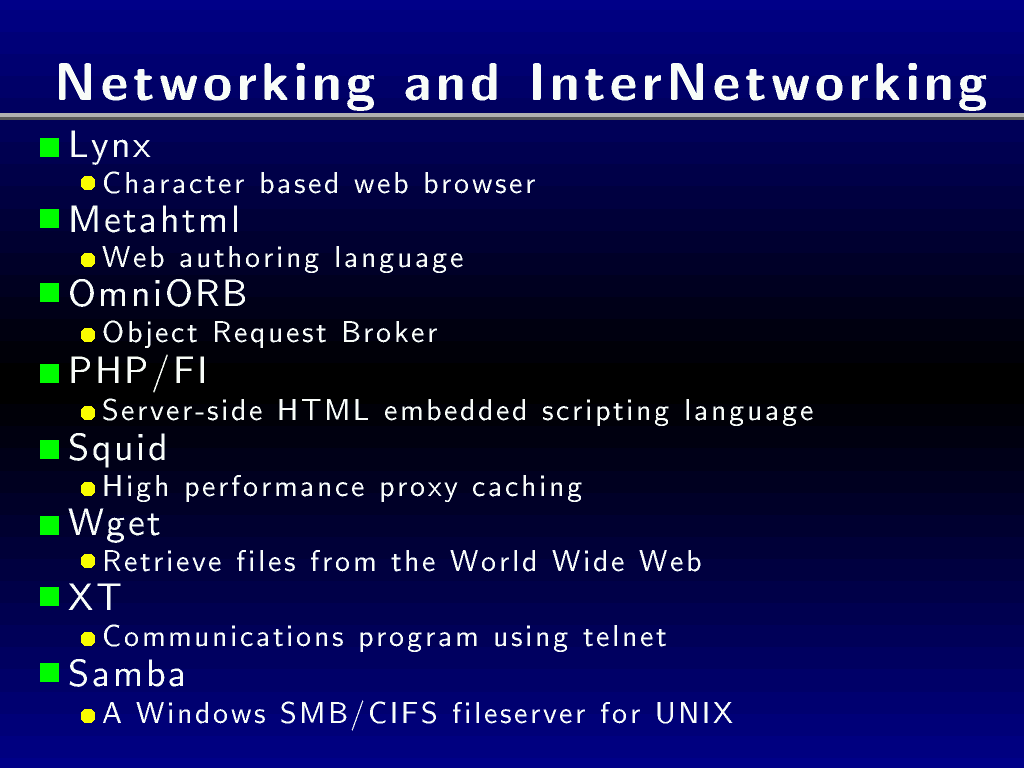 Networking and InterNetworking
Lynx
Character based web browser
Metahtml
Web authoring language
OmniORB
Object Request Broker
PHP/FI
Server-side HTML embedded scripting language
Squid
High performance proxy caching
Wget
Retrieve files from the World Wide Web
XT
Communications program using telnet
Samba
A Windows SMB/CIFS fileserver for UNIX